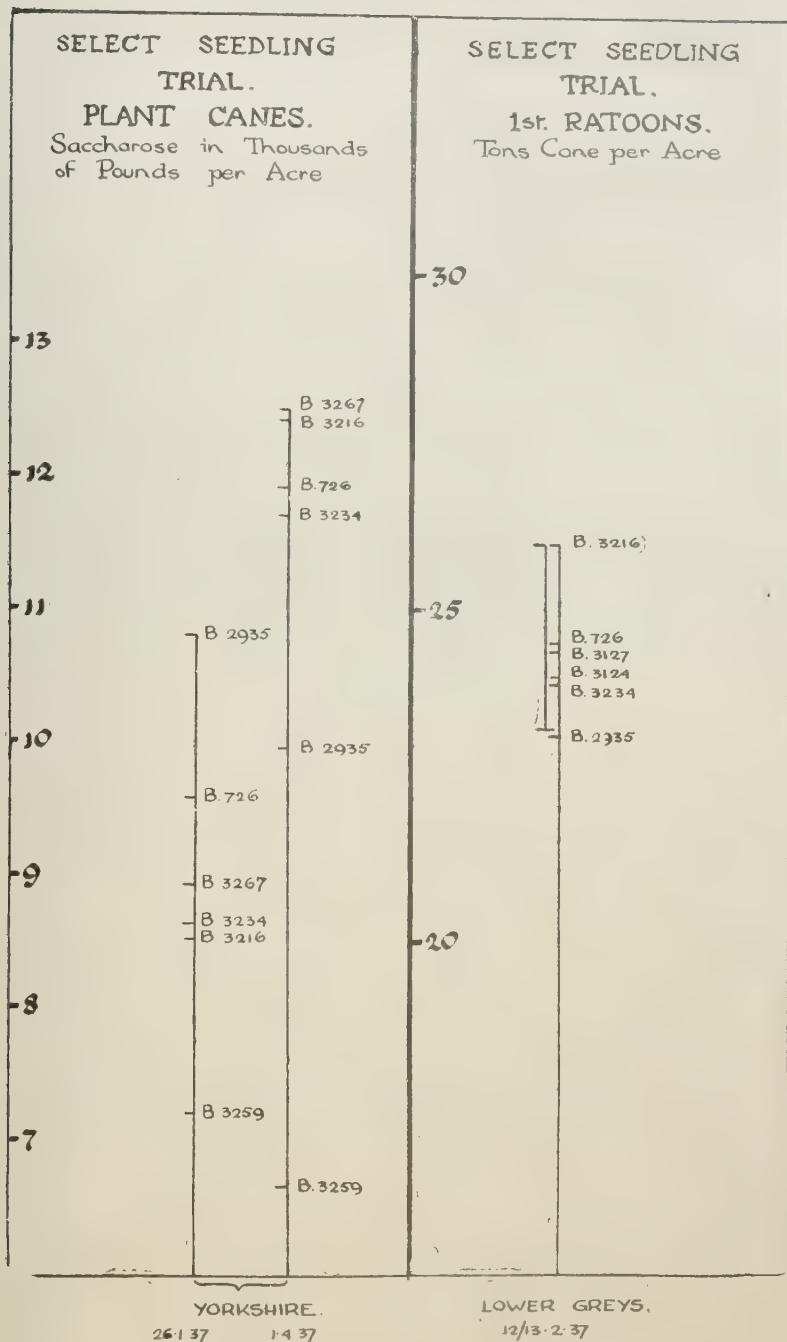 SELECT SEEDLING
TRIAL.
PLANT CANES.
Saccharose in Thousands
of Pounds per Acre
13
12
11
10
9
8
7
B 3267
B 3216
B.726
B 3234
B 2935
B 2935
B.726
B 3267
B 3234
B 3216
B 3259
B.3259
YORKSHIRE.
26.1 37 1.4 37
SELECT SEEDLING
TRIAL.
1st. RATOONS.
Tons Cane per Acre
30
25
20
B. 3216
B.726
B. 3127
B.3124
B.3234
B.2935
LOWER GREYS.
12/13.2.37